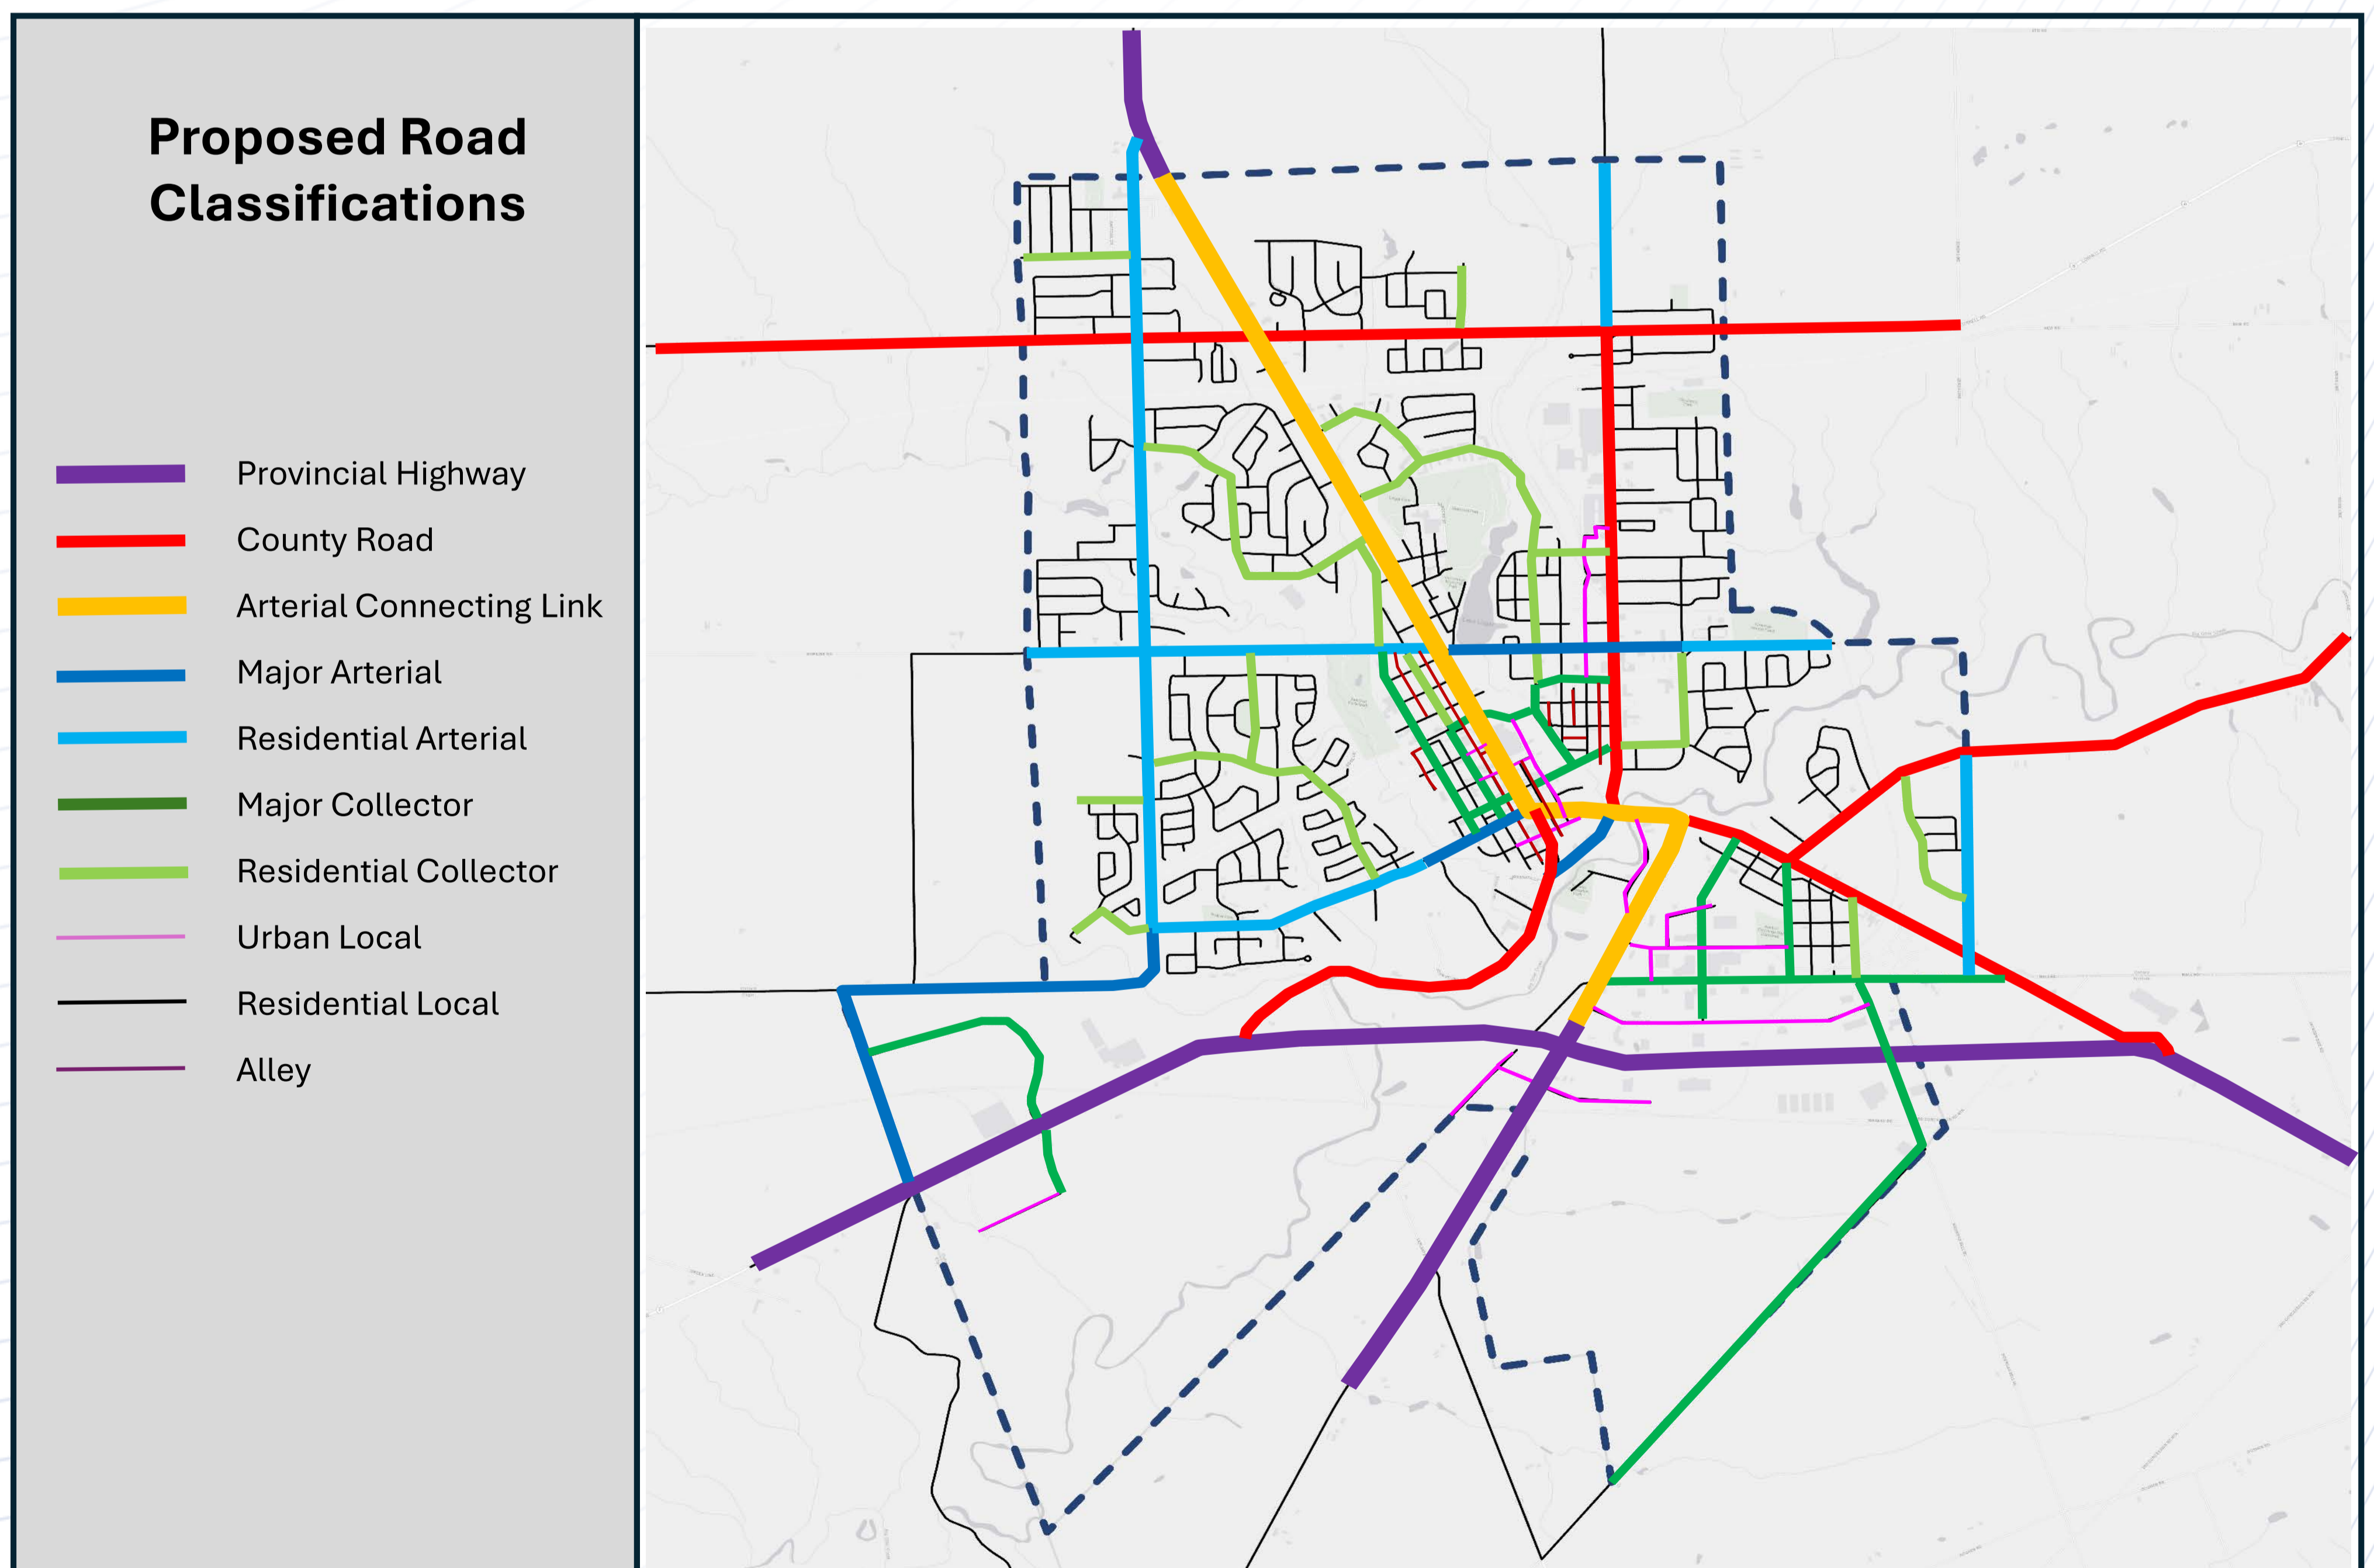 Proposed Road
Classifications
Provincial Highway
County Road
Arterial Connecting Link
Major Arterial
Residential Arterial
Major Collector
Residential Collector
Urban Local
Residential Local
Alley